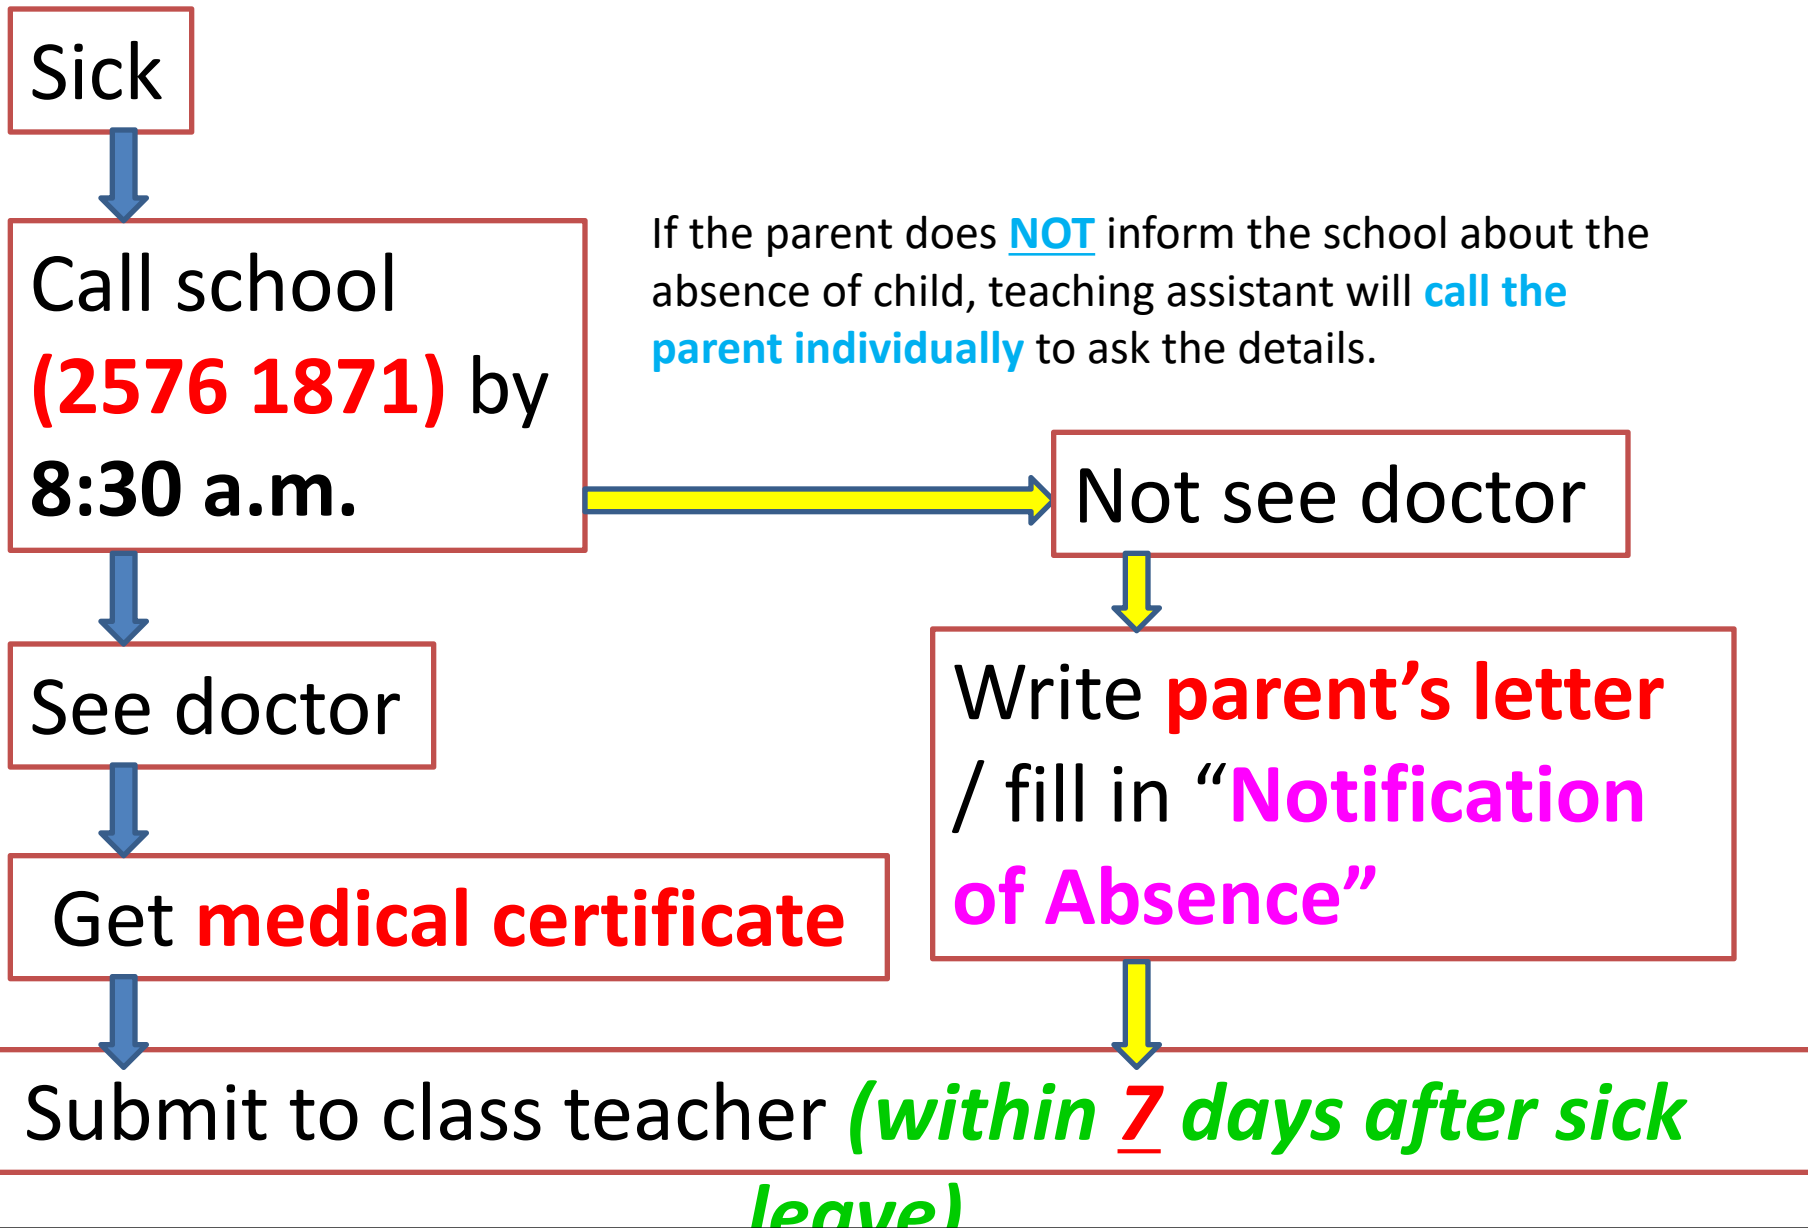 Sick
Call school
(2576 1871) by
8:30 a.m.
If the parent does NOT inform the school about the
absence of child, teaching assistant will call the
parent individually to ask the details.
Not see doctor
See doctor
Write parent’s letter
/ fill in “Notification
of Absence”
Get medical certificate
Submit to class teacher (within 7 days after sick
leave)